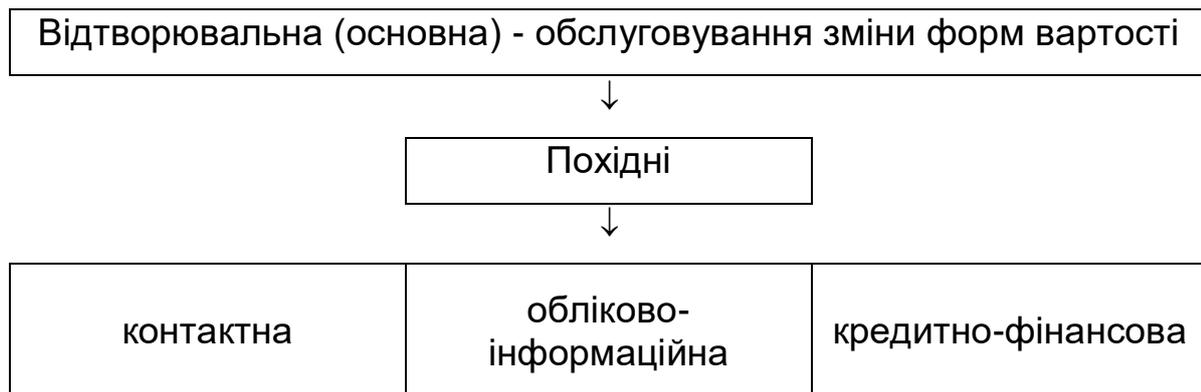 Відтворювальна (основна) - обслуговування зміни форм вартості
↓
Похідні
↓
контактна
обліково-
інформаційна
кредитно-фінансова